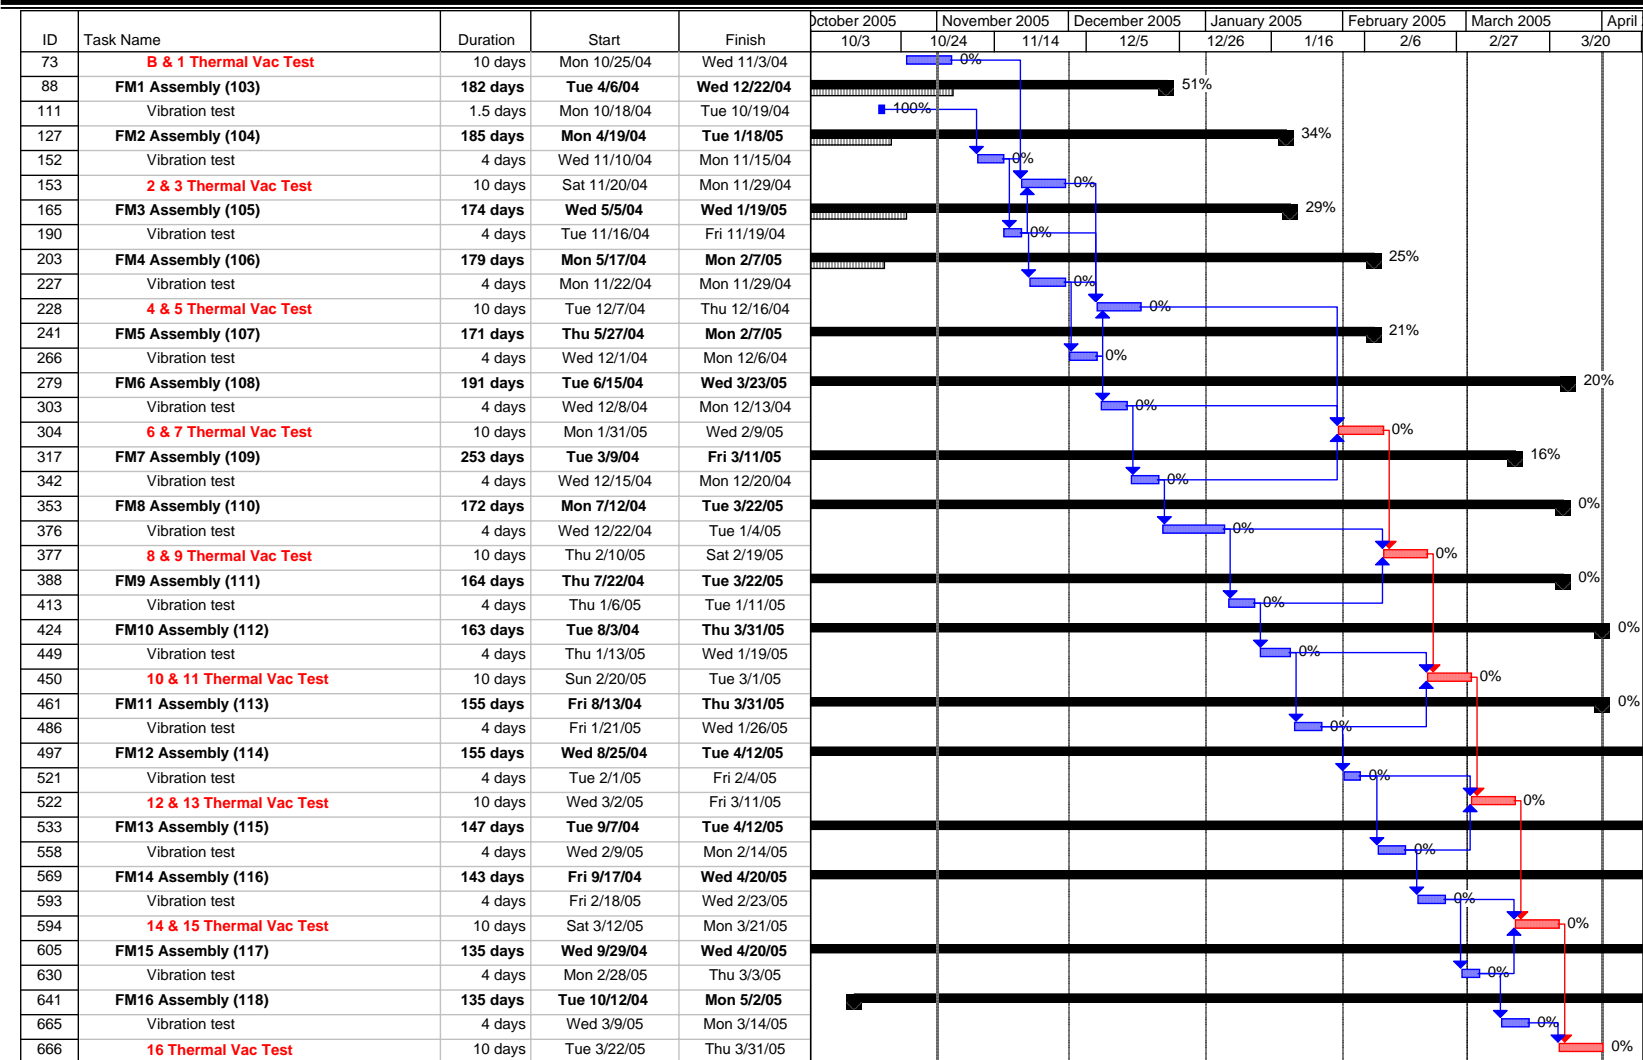 October 2005 November 2005 December 2005 January 2005 February 2005 March 2005 April
ID Task Name Duration Start Finish 10/3 10/24 11/14 12/5 12/26 1/16 2/6 2/27 3/20
73 B & 1 Thermal Vac Test 10 days Mon 10/25/04 Wed 11/3/04 0%
88 FM1 Assembly (103) 182 days Tue 4/6/04 Wed 12/22/04 51%
111 Vibration test 1.5 days Mon 10/18/04 Tue 10/19/04 100%
127 FM2 Assembly (104) 185 days Mon 4/19/04 Tue 1/18/05 34%
152 Vibration test 4 days Wed 11/10/04 Mon 11/15/04 0%
153 2 & 3 Thermal Vac Test 10 days Sat 11/20/04 Mon 11/29/04 0%
165 FM3 Assembly (105) 174 days Wed 5/5/04 Wed 1/19/05 29%
190 Vibration test 4 days Tue 11/16/04 Fri 11/19/04 0%
203 FM4 Assembly (106) 179 days Mon 5/17/04 Mon 2/7/05 25%
227 Vibration test 4 days Mon 11/22/04 Mon 11/29/04 0%
228 4 & 5 Thermal Vac Test 10 days Tue 12/7/04 Thu 12/16/04 0%
241 FM5 Assembly (107) 171 days Thu 5/27/04 Mon 2/7/05 21%
266 Vibration test 4 days Wed 12/1/04 Mon 12/6/04 0%
279 FM6 Assembly (108) 191 days Tue 6/15/04 Wed 3/23/05 20%
303 Vibration test 4 days Wed 12/8/04 Mon 12/13/04 0%
304 6 & 7 Thermal Vac Test 10 days Mon 1/31/05 Wed 2/9/05 0%
317 FM7 Assembly (109) 253 days Tue 3/9/04 Fri 3/11/05 16%
342 Vibration test 4 days Wed 12/15/04 Mon 12/20/04 0%
353 FM8 Assembly (110) 172 days Mon 7/12/04 Tue 3/22/05 0%
376 Vibration test 4 days Wed 12/22/04 Tue 1/4/05 0%
377 8 & 9 Thermal Vac Test 10 days Thu 2/10/05 Sat 2/19/05 0%
388 FM9 Assembly (111) 164 days Thu 7/22/04 Tue 3/22/05 0%
413 Vibration test 4 days Thu 1/6/05 Tue 1/11/05 0%
424 FM10 Assembly (112) 163 days Tue 8/3/04 Thu 3/31/05 0%
449 Vibration test 4 days Thu 1/13/05 Wed 1/19/05 0%
450 10 & 11 Thermal Vac Test 10 days Sun 2/20/05 Tue 3/1/05 0%
461 FM11 Assembly (113) 155 days Fri 8/13/04 Thu 3/31/05 0%
486 Vibration test 4 days Fri 1/21/05 Wed 1/26/05 0%
497 FM12 Assembly (114) 155 days Wed 8/25/04 Tue 4/12/05
521 Vibration test 4 days Tue 2/1/05 Fri 2/4/05 0%
522 12 & 13 Thermal Vac Test 10 days Wed 3/2/05 Fri 3/11/05 0%
533 FM13 Assembly (115) 147 days Tue 9/7/04 Tue 4/12/05
558 Vibration test 4 days Wed 2/9/05 Mon 2/14/05 0%
569 FM14 Assembly (116) 143 days Fri 9/17/04 Wed 4/20/05
593 Vibration test 4 days Fri 2/18/05 Wed 2/23/05 0%
594 14 & 15 Thermal Vac Test 10 days Sat 3/12/05 Mon 3/21/05 0%
605 FM15 Assembly (117) 135 days Wed 9/29/04 Wed 4/20/05
630 Vibration test 4 days Mon 2/28/05 Thu 3/3/05 0%
641 FM16 Assembly (118) 135 days Tue 10/12/04 Mon 5/2/05
665 Vibration test 4 days Wed 3/9/05 Mon 3/14/05 0%
666 16 Thermal Vac Test 10 days Tue 3/22/05 Thu 3/31/05 0%